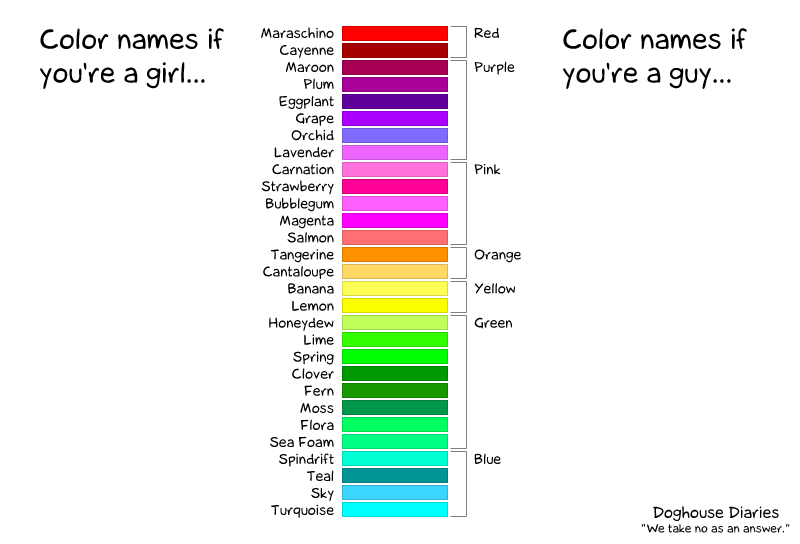 Color names if
you're a girl...
Color names if
you're a guy...
Maraschino
Cayenne
Maroon
Plum
Eggplant
Grape
Orchid
Lavender
Carnation
Strawberry
Bubblegum
Magenta
Salmon
Tangerine
Cantaloupe
Banana
Lemon
Honeydew
Lime
Spring
Clover
Fern
Moss
Flora
Sea Foam
Spindrift
Teal
Sky
Turquoise
Red
Purple
Pink
Orange
Yellow
Green
Blue
Doghouse Diaries
"We take no as an answer."